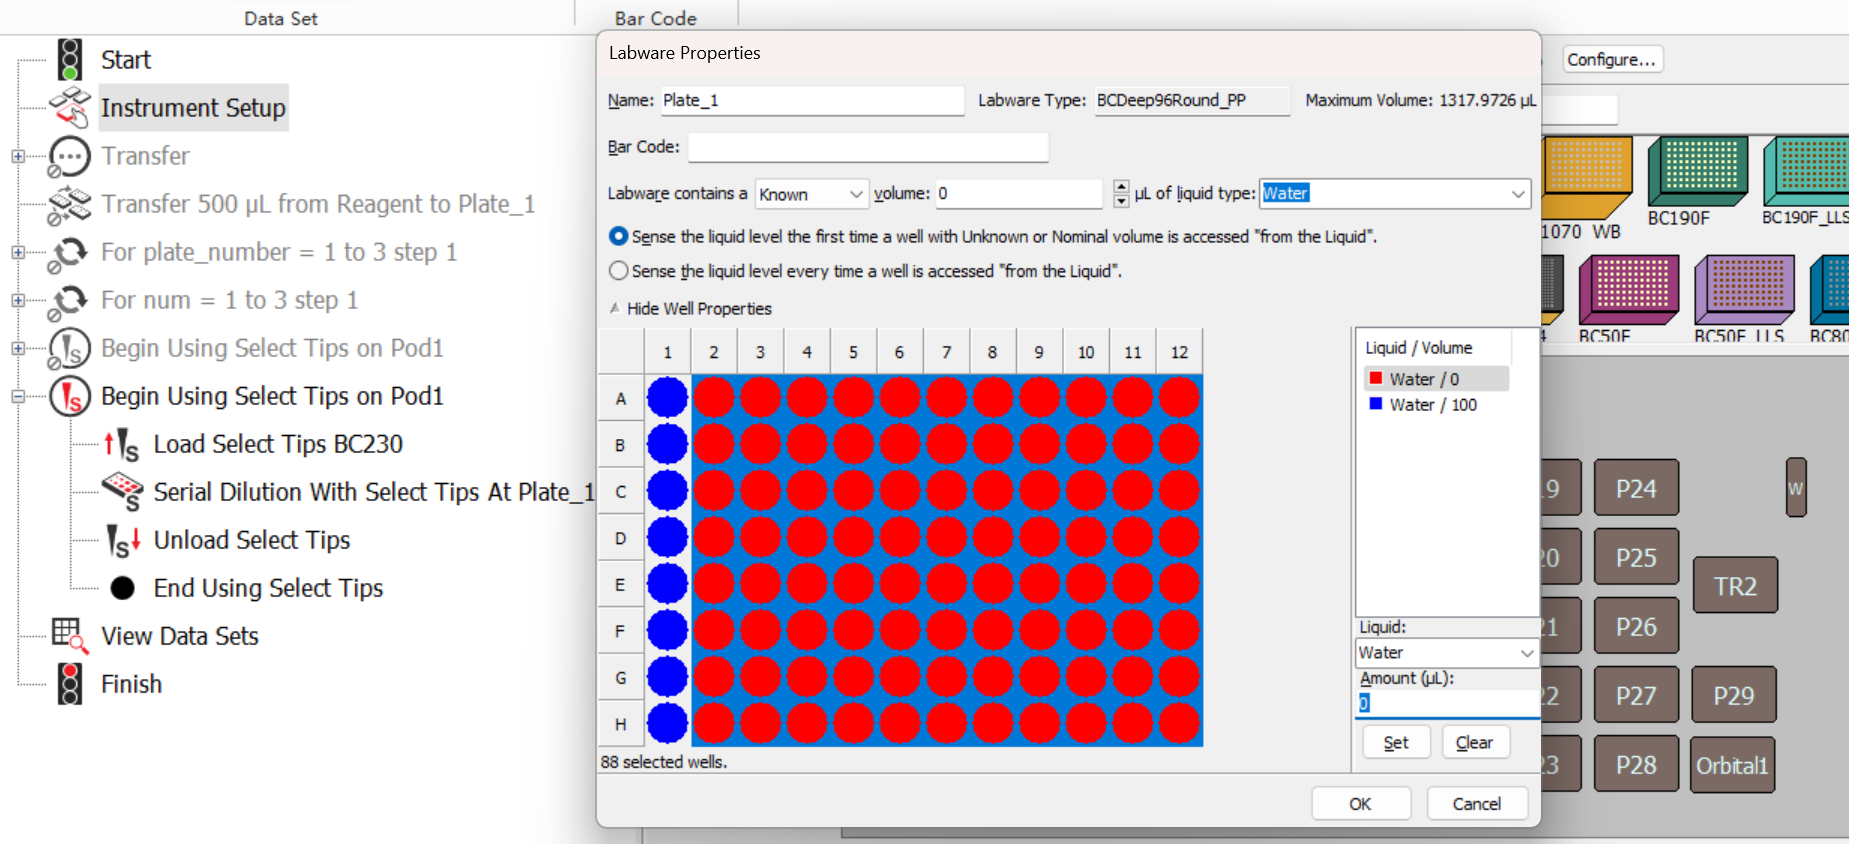 Data Set
Bar Code
Start
Instrument Setup
Transfer
Transfer 500 µL from Reagent to Plate_1
For plate_number = 1 to 3 step 1
For num = 1 to 3 step 1
Begin Using Select Tips on Pod1
Begin Using Select Tips on Pod1
Load Select Tips BC230
Serial Dilution With Select Tips At Plate_1
Unload Select Tips
End Using Select Tips
View Data Sets
Finish
Labware Properties
Name: Plate_1 Labware Type: BCDeep96Round_PP Maximum Volume: 1317.9726 µL
Bar Code:
Labware contains a Known volume: 0 µL of liquid type: Water
Sense the liquid level the first time a well with Unknown or Nominal volume is accessed "from the Liquid".
Sense the liquid level every time a well is accessed "from the Liquid".
Hide Well Properties
1 2 3 4 5 6 7 8 9 10 11 12
A
B
C
D
E
F
G
H
88 selected wells.
Liquid / Volume
Water / 0
Water / 100
Liquid:
Water
Amount (µL):
0
Set Clear
OK Cancel
Configure...
1070 WB BC190F BC190F_LLS
BC50F BC50F_LLS BC80
P24 W
P25 TR2
P26
P27 P29
P28 Orbital1